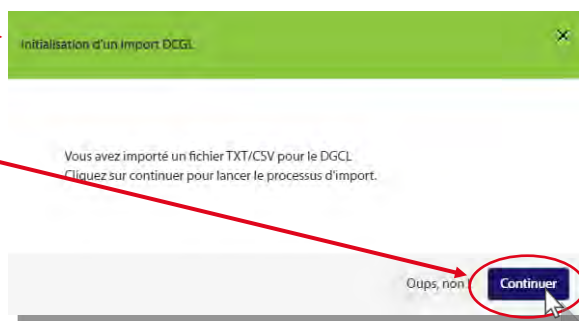 Initialisation d'un import DCGL
Vous avez importé un fichier TXT/CSV pour le DGCL
Cliquez sur continuer pour lancer le processus d'import.
Oups, non !
Continuer